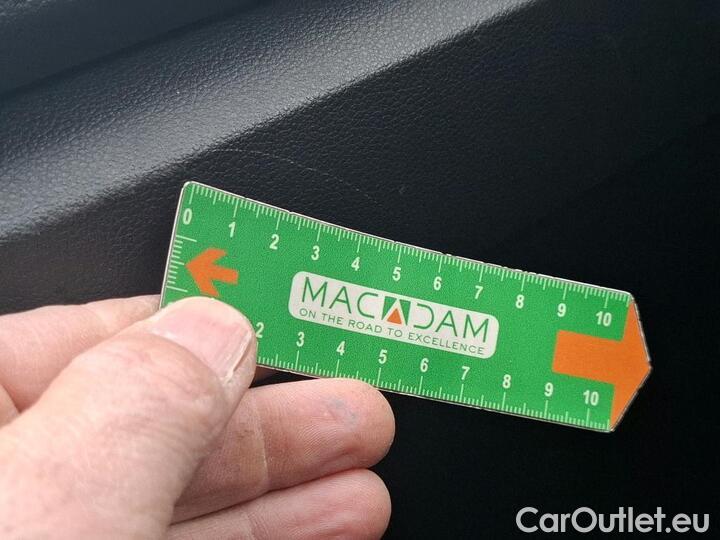 0 1 2 3 4 5 6 7 8 9 10
MACADAM
ON THE ROAD TO EXCELLENCE
2 3 4 5 6 7 8 9 10
CarOutlet.eu